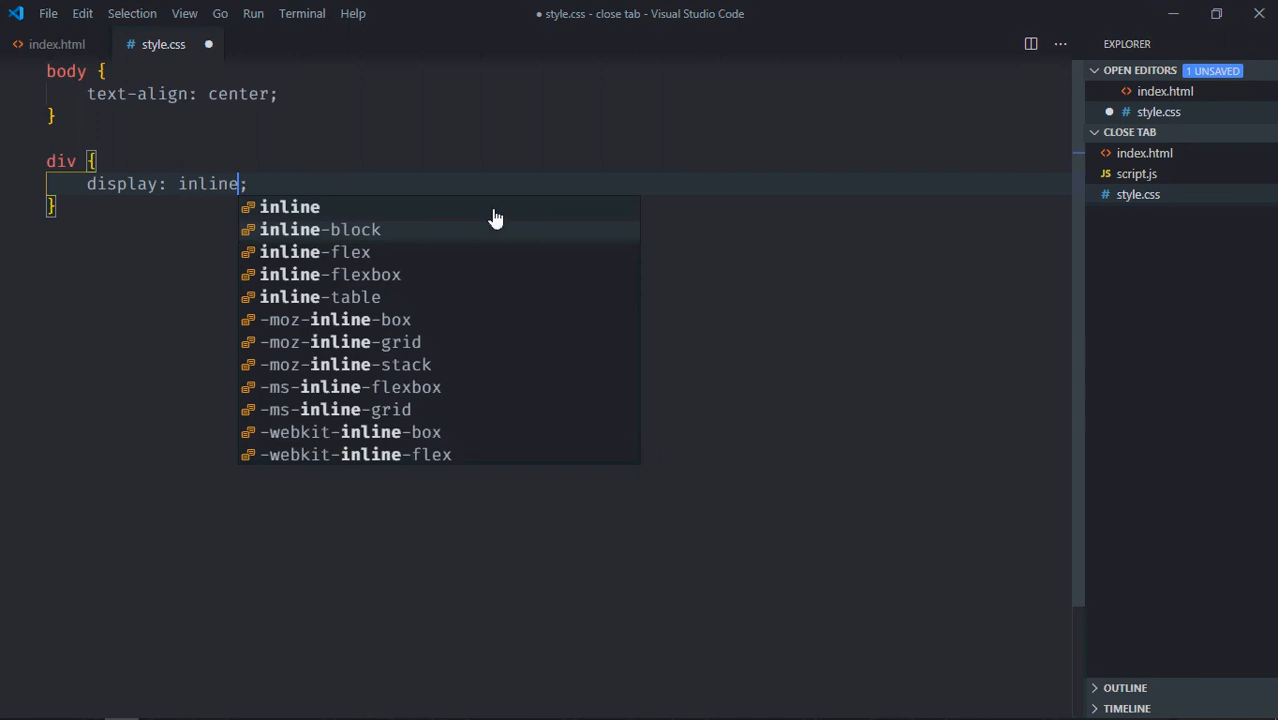 File Edit Selection View Go Run Terminal Help ● style.css - close tab - Visual Studio Code
index.html # style.css ●
EXPLORER
OPEN EDITORS 1 UNSAVED
index.html
● # style.css
CLOSE TAB
index.html
JS script.js
# style.css
body {
text-align: center;
}
div {
display: inline;
}
inline
inline-block
inline-flex
inline-flexbox
inline-table
-moz-inline-box
-moz-inline-grid
-moz-inline-stack
-ms-inline-flexbox
-ms-inline-grid
-webkit-inline-box
-webkit-inline-flex
OUTLINE
TIMELINE